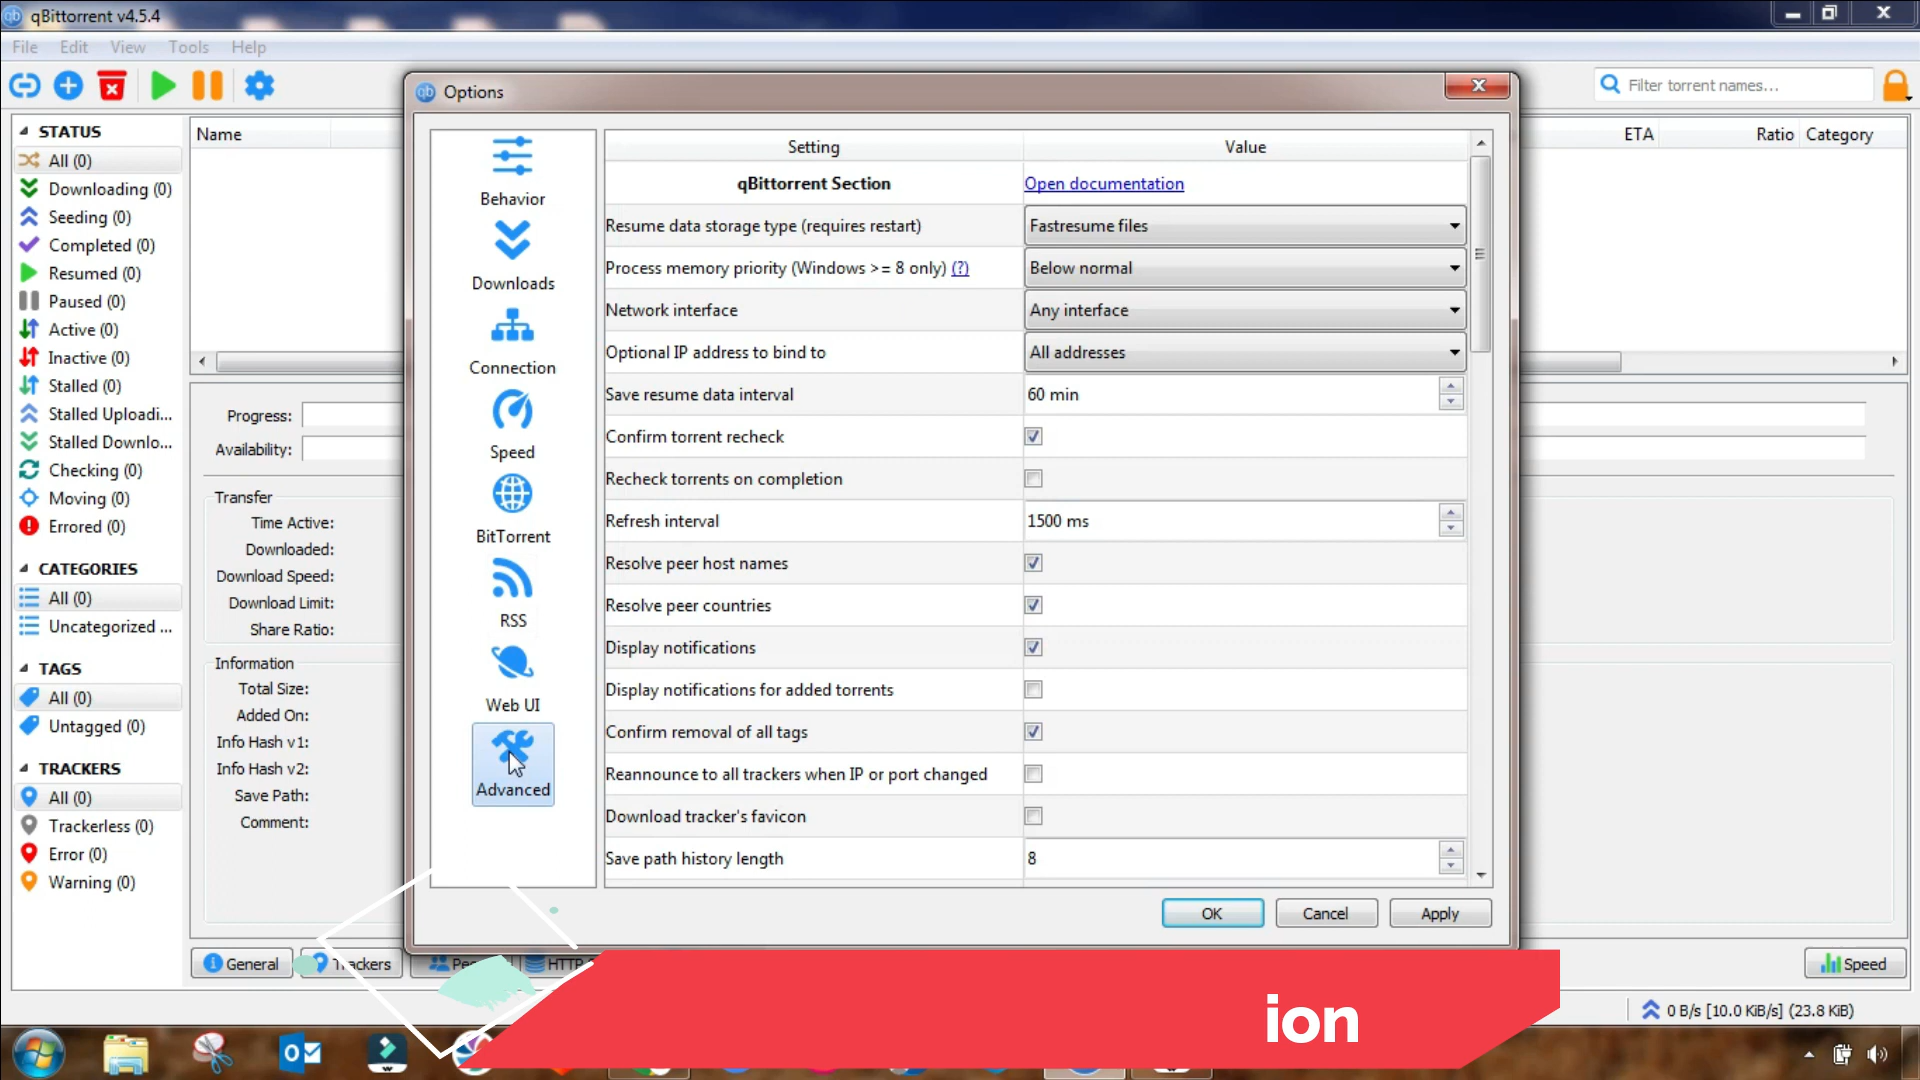 qBittorrent v4.5.4
File Edit View Tools Help
Filter torrent names...
Options
STATUS
All (0)
Downloading (0)
Seeding (0)
Completed (0)
Resumed (0)
Paused (0)
Active (0)
Inactive (0)
Stalled (0)
Stalled Uploadi...
Stalled Downlo...
Checking (0)
Moving (0)
Errored (0)
CATEGORIES
All (0)
Uncategorized ...
TAGS
All (0)
Untagged (0)
TRACKERS
All (0)
Trackerless (0)
Error (0)
Warning (0)
Name
ETA Ratio Category
Progress:
Availability:
Transfer
Time Active:
Downloaded:
Download Speed:
Download Limit:
Share Ratio:
Information
Total Size:
Added On:
Info Hash v1:
Info Hash v2:
Save Path:
Comment:
Behavior
Downloads
Connection
Speed
BitTorrent
RSS
Web UI
Advanced
Setting Value
qBittorrent Section Open documentation
Resume data storage type (requires restart) Fastresume files
Process memory priority (Windows >= 8 only) (?) Below normal
Network interface Any interface
Optional IP address to bind to All addresses
Save resume data interval 60 min
Confirm torrent recheck
Recheck torrents on completion
Refresh interval 1500 ms
Resolve peer host names
Resolve peer countries
Display notifications
Display notifications for added torrents
Confirm removal of all tags
Reannounce to all trackers when IP or port changed
Download tracker's favicon
Save path history length 8
OK Cancel Apply
General Trackers HTTP Speed
0 B/s [10.0 KiB/s] (23.8 KiB)
ion